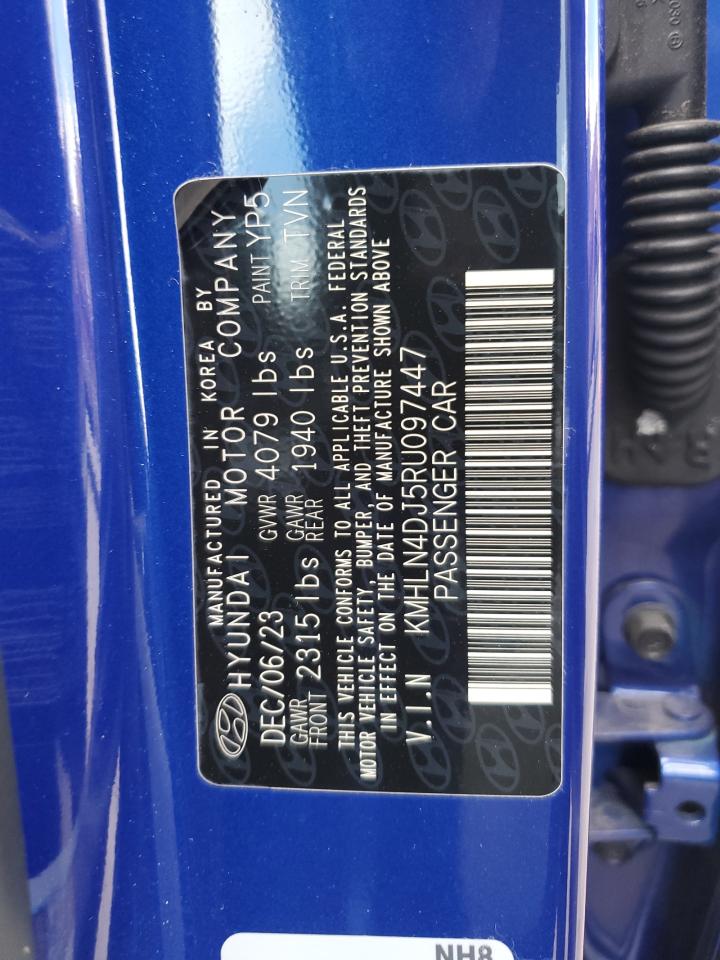 MANUFACTURED IN KOREA BY
HYUNDAI MOTOR COMPANY
DEC/06/23 GVWR 4079 lbs PAINT YP5
GAWR FRONT 2315 lbs GAWR REAR 1940 lbs TRIM TVN
THIS VEHICLE CONFORMS TO ALL APPLICABLE U.S.A. FEDERAL
MOTOR VEHICLE SAFETY, BUMPER, AND THEFT PREVENTION STANDARDS
IN EFFECT ON THE DATE OF MANUFACTURE SHOWN ABOVE
V.I.N KMHLN4DJ5RU097447
PASSENGER CAR
NH8